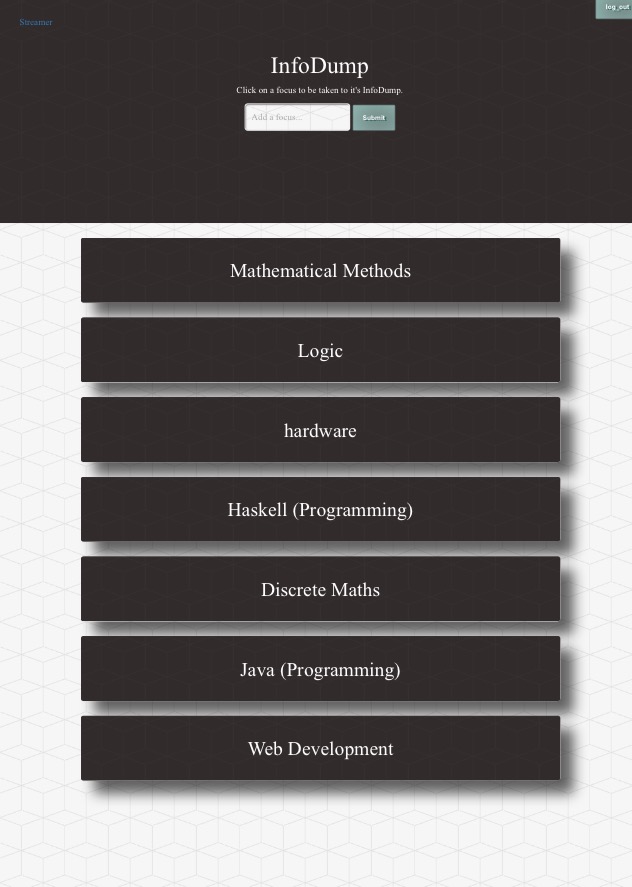 Streamer
log_out
InfoDump
Click on a focus to be taken to it's InfoDump.
Add a focus...
Submit
Mathematical Methods
Logic
hardware
Haskell (Programming)
Discrete Maths
Java (Programming)
Web Development